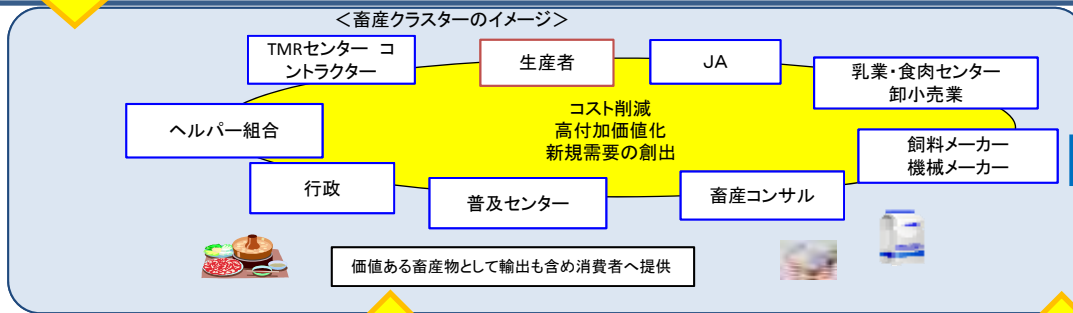 ＜畜産クラスターのイメージ＞
TMRセンター コ
ントラクター
生産者
ＪＡ
乳業・食肉センター
卸小売業
ヘルパー組合
コスト削減
高付加価値化
新規需要の創出
飼料メーカー
機械メーカー
行政
普及センター
畜産コンサル
価値ある畜産物として輸出も含め消費者へ提供